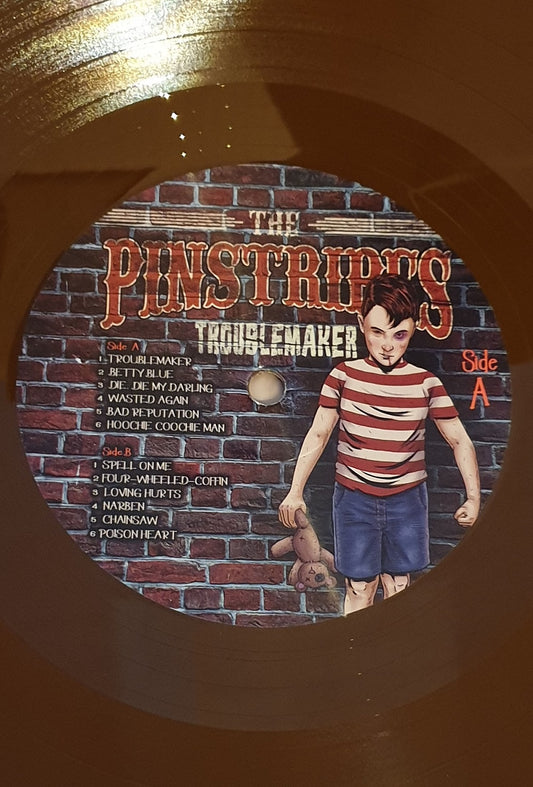 THE
PINSTRIPES
TROUBLEMAKER
Side A
1 TROUBLEMAKER
2 BETTY BLUE
3 DIE, DIE MY DARLING
4 WASTED AGAIN
5 BAD REPUTATION
6 HOOCHIE COOCHIE MAN
Side B
1 SPELL ON ME
2 FOUR-WHEELED-COFFIN
3 LOVING HURTS
4 NARBEN
5 CHAINSAW
6 POISON HEART
Side
A